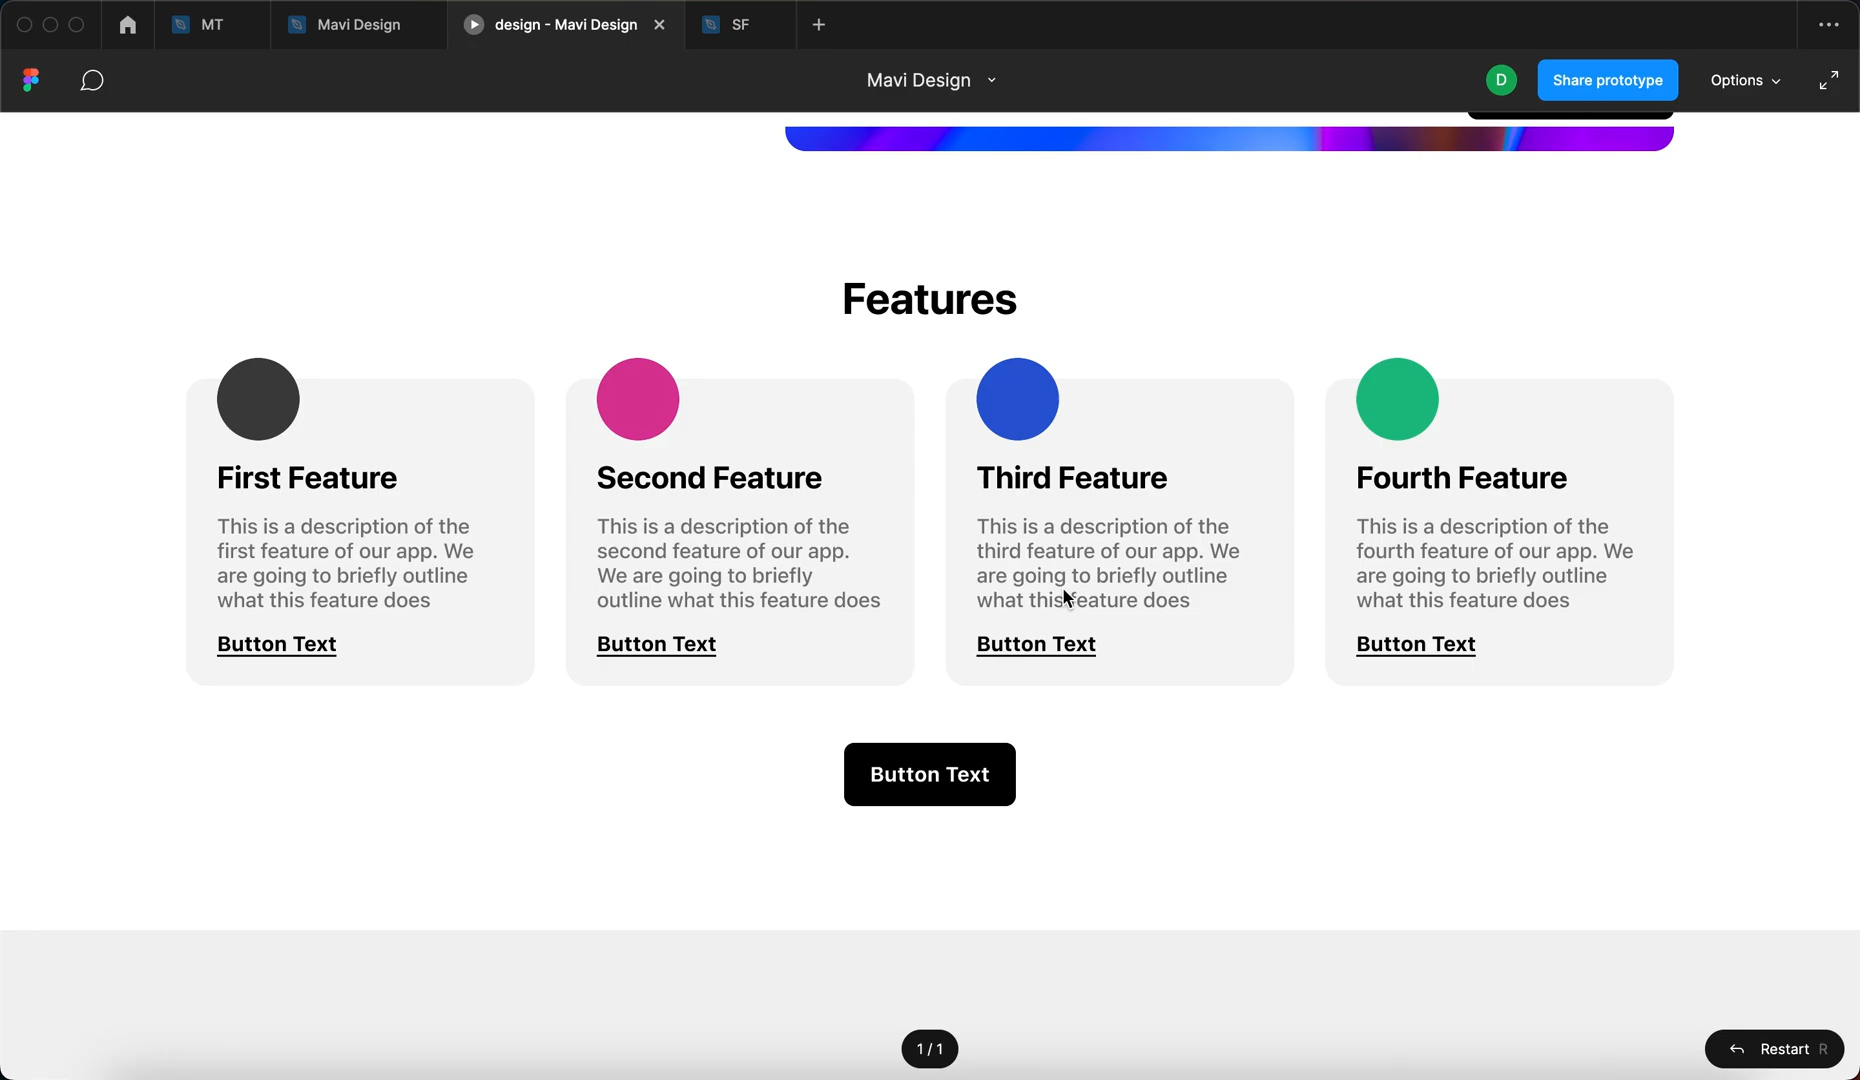 MT
Mavi Design
design - Mavi Design
SF
Mavi Design
D
Share prototype
Options
Features
First Feature
This is a description of the
first feature of our app. We
are going to briefly outline
what this feature does
Button Text
Second Feature
This is a description of the
second feature of our app.
We are going to briefly
outline what this feature does
Button Text
Third Feature
This is a description of the
third feature of our app. We
are going to briefly outline
what this feature does
Button Text
Fourth Feature
This is a description of the
fourth feature of our app. We
are going to briefly outline
what this feature does
Button Text
Button Text
1 / 1
Restart R